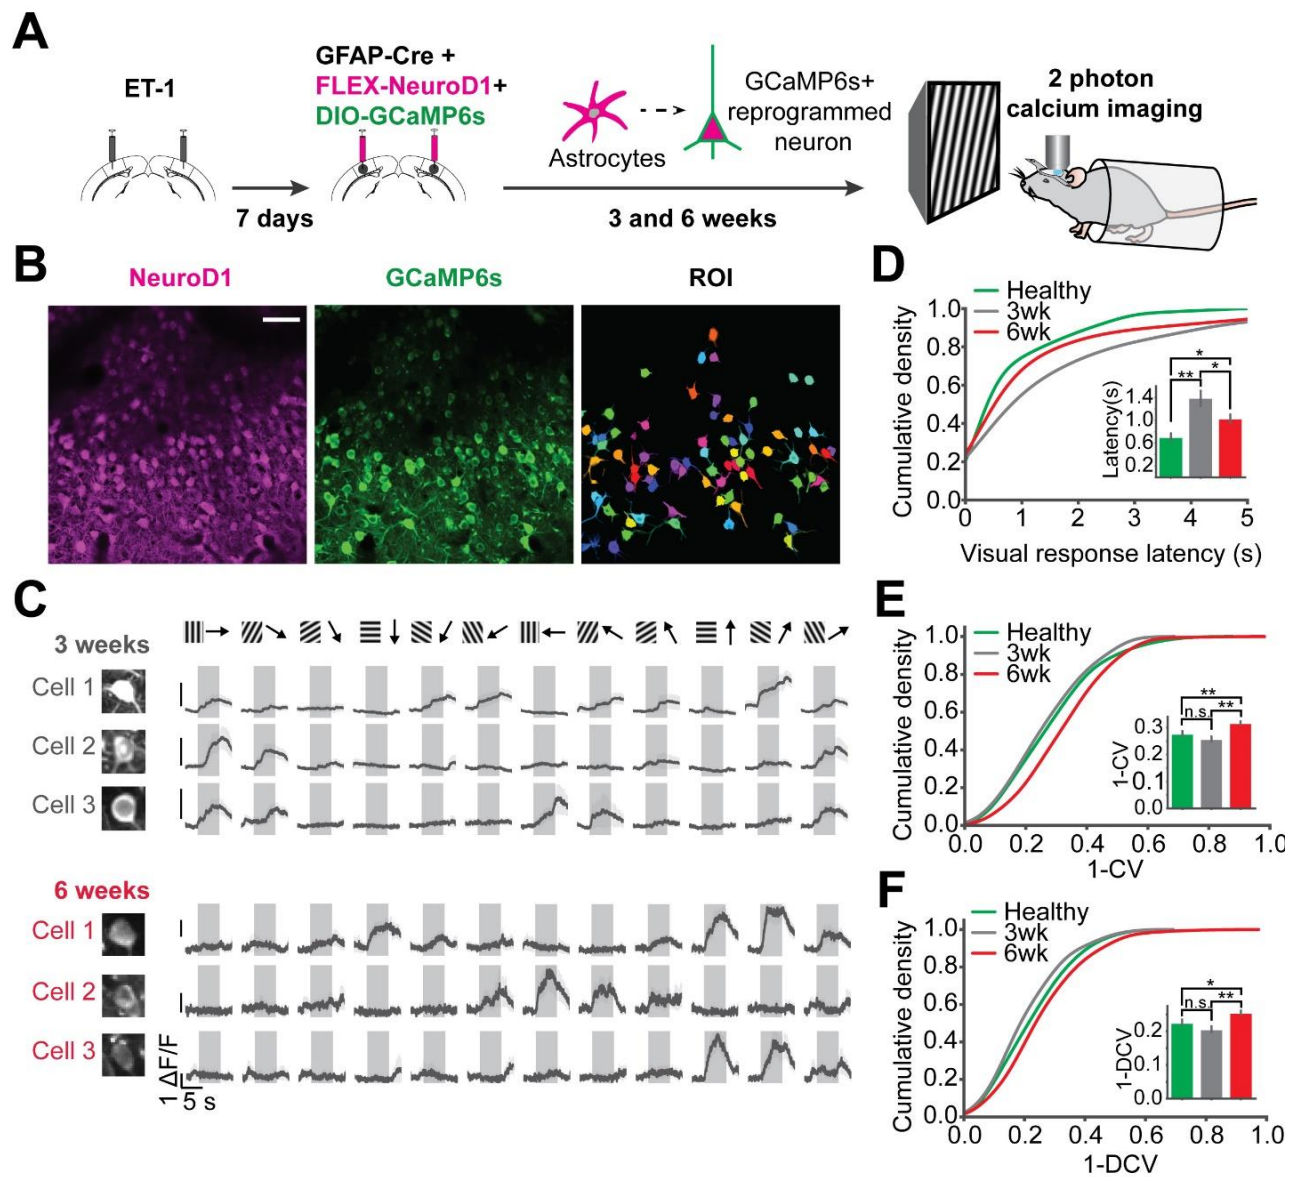 A
ET-1
GFAP-Cre +
FLEX-NeuroD1+
DIO-GCaMP6s
Astrocytes
GCaMP6s+
reprogrammed
neuron
2 photon
calcium imaging
7 days
3 and 6 weeks
B
NeuroD1
GCaMP6s
ROI
C
3 weeks
Cell 1
Cell 2
Cell 3
6 weeks
Cell 1
Cell 2
Cell 3
1 ΔF/F
5 s
D
Healthy
3wk
6wk
Cumulative density
1.0
0.8
0.6
0.4
0.2
0.0
0 1 2 3 4 5
Visual response latency (s)
Latency(s)
1.4
1.0
0.6
0.2
*
** *
E
Healthy
3wk
6wk
Cumulative density
1.0
0.8
0.6
0.4
0.2
0.0
0.0 0.2 0.4 0.6 0.8 1.0
1-CV
1-CV
0.3
0.2
0.1
0.0
**
n.s. **
F
Healthy
3wk
6wk
Cumulative density
1.0
0.8
0.6
0.4
0.2
0.0
0.0 0.2 0.4 0.6 0.8 1.0
1-DCV
1-DCV
0.2
0.1
0.0
*
n.s. **